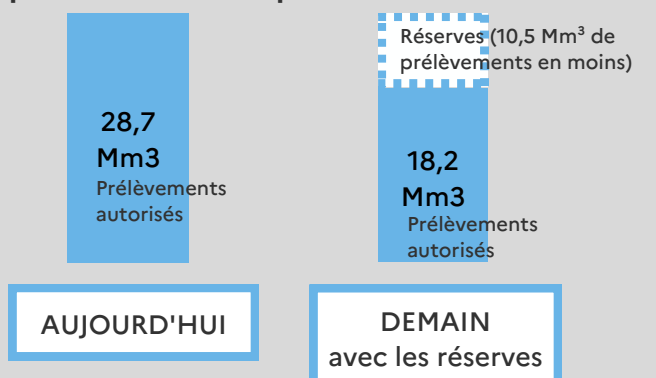 28,7
Mm3
Prélèvements
autorisés
AUJOURD'HUI
Réserves (10,5 Mm³ de
prélèvements en moins)
18,2
Mm3
Prélèvements
autorisés
DEMAIN
avec les réserves